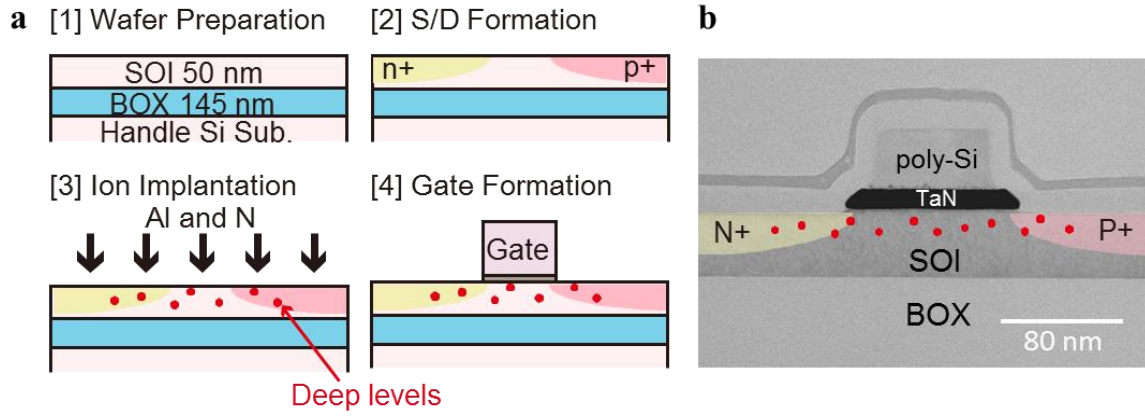 a
[1] Wafer Preparation
SOI 50 nm
BOX 145 nm
Handle Si Sub.
[2] S/D Formation
n+
p+
[3] Ion Implantation
Al and N
Deep levels
[4] Gate Formation
Gate
b
poly-Si
TaN
N+
P+
SOI
BOX
80 nm